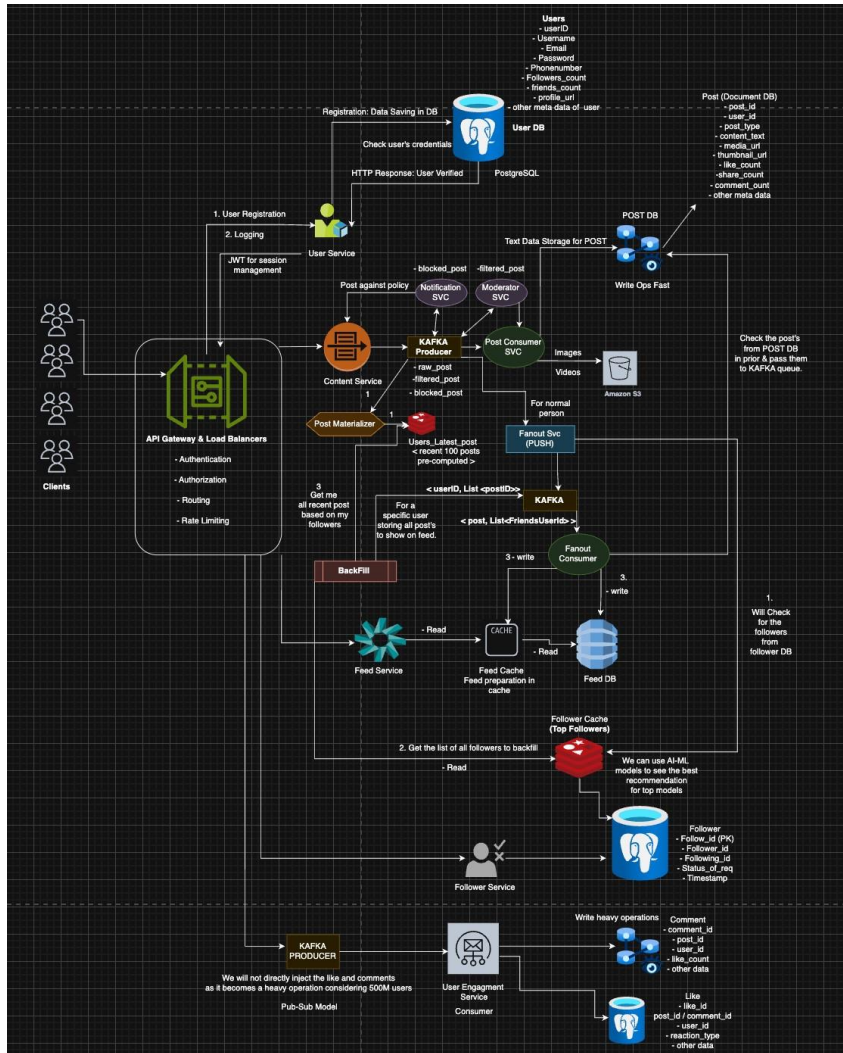 Users
- userID
- Username
- Email
- Password
- Phonenumber
- Followers_count
- friends_count
- profile_url
- other meta data of user
User DB
PostgreSQL
Registration: Data Saving in DB
Check user's credentials
HTTP Response: User Verified
Post (Document DB)
- post_id
- user_id
- post_type
- content_text
- media_url
- thumbnail_url
- like_count
-share_count
- comment_ount
- other meta data
POST DB
Write Ops Fast
Text Data Storage for POST
1. User Registration
2. Logging
User Service
JWT for session
management
- blocked_post
Notification
SVC
-filtered_post
Moderator
SVC
Post against policy
Content Service
KAFKA
Producer
- raw_post
-filtered_post
- blocked_post
Post Consumer
SVC
Images
Videos
Amazon S3
Check the post's
from POST DB
in prior & pass them
to KAFKA queue.
Clients
API Gateway & Load Balancers
- Authentication
- Authorization
- Routing
- Rate Limiting
1
Post Materializer
1
Users_Latest_post
< recent 100 posts
pre-computed >
For normal
person
Fanout Svc
(PUSH)
3
Get me
all recent post
based on my
followers
For a
specific user
storing all post's
to show on feed.
< userID, List <postID>>
KAFKA
< post, List<FriendsUserId> >
Fanout
Consumer
3 - write
3.
- write
BackFill
1.
Will Check
for the
followers
from
follower DB
Feed Service
- Read
CACHE
- Read
Feed Cache
Feed preparation in
cache
Feed DB
Follower Cache
(Top Followers)
2. Get the list of all followers to backfill
- Read
We can use AI-ML
models to see the best
recommendation
for top models
Follower
- Follow_id (PK)
- Follower_id
- Following_id
- Status_of_req
- Timestamp
Follower Service
KAFKA
PRODUCER
We will not directly inject the like and comments
as it becomes a heavy operation considering 500M users
Pub-Sub Model
User Engagment
Service
Consumer
Write heavy operations
Comment
- comment_id
- post_id
- user_id
- like_count
- other data
Like
- like_id
post_id / comment_id
- user_id
- reaction_type
- other data